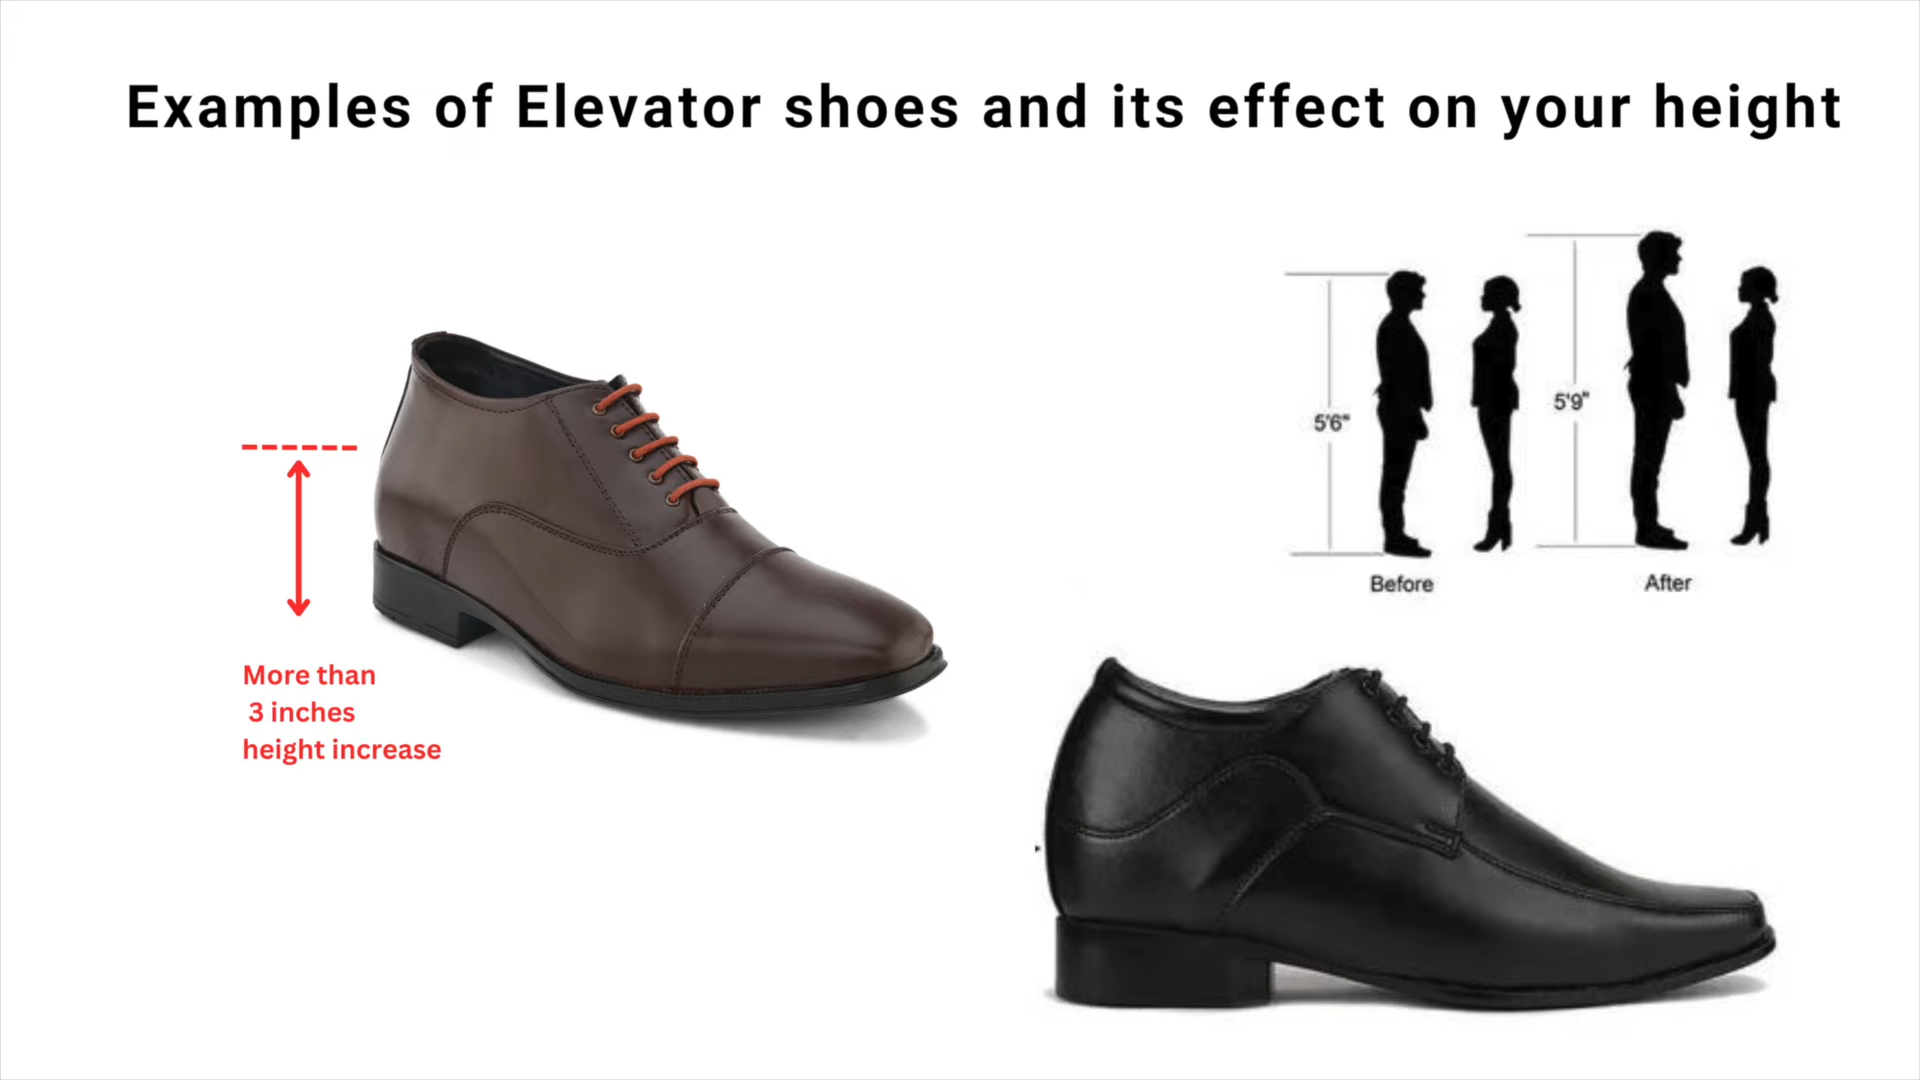 Examples of Elevator shoes and its effect on your height
5'6"
5'9"
Before
After
More than
3 inches
height increase